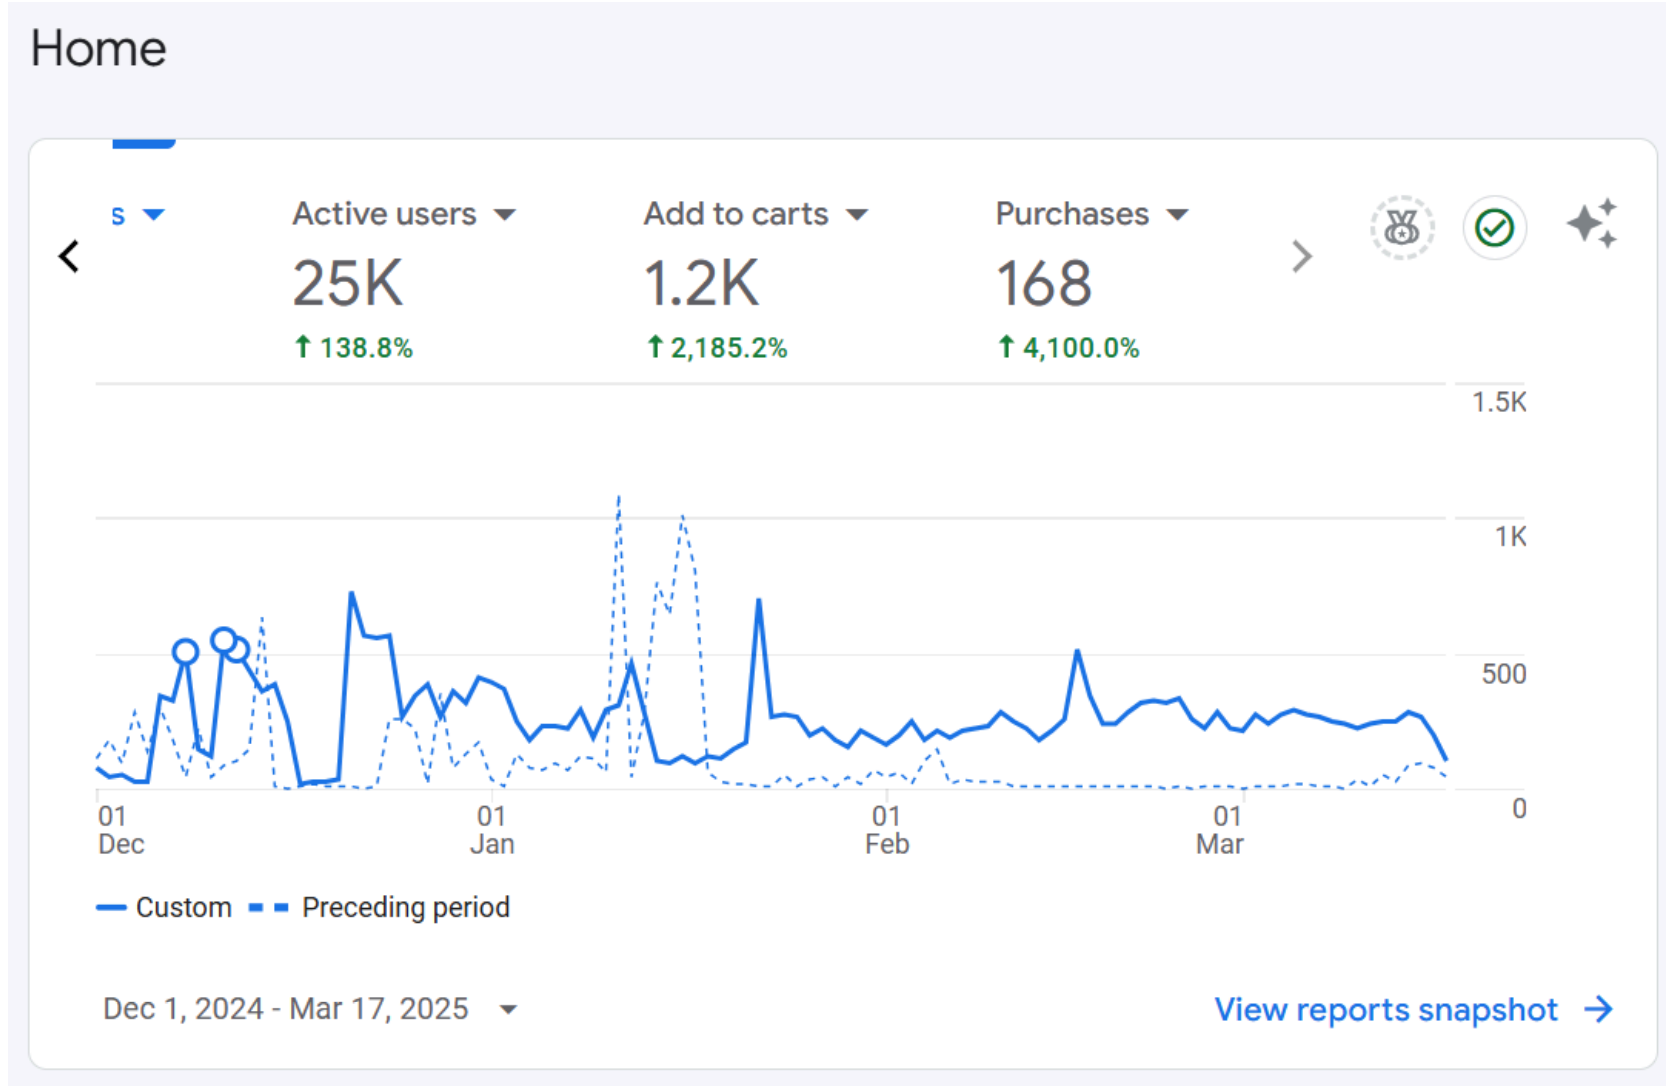 Home
s
Active users
Add to carts
Purchases
25K
1.2K
168
138.8%
2,185.2%
4,100.0%
1.5K
1K
500
0
01 Dec
01 Jan
01 Feb
01 Mar
Custom
Preceding period
Dec 1, 2024 - Mar 17, 2025
View reports snapshot